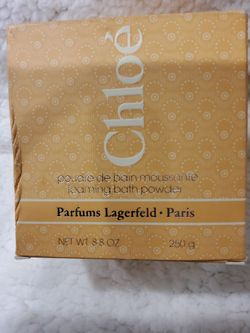 Chloé
poudre de bain moussante
foaming bath powder
Parfums Lagerfeld · Paris
NET WT 8.8 OZ. 250 g